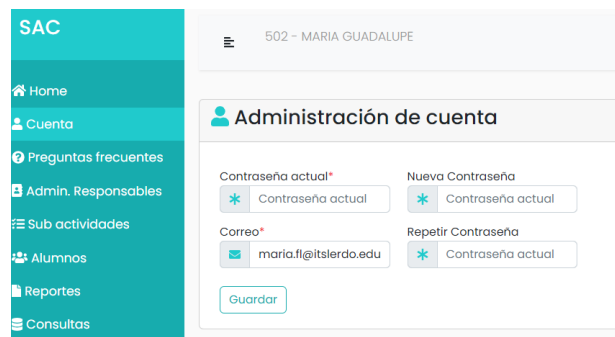 SAC
502 - MARIA GUADALUPE
Home
Cuenta
Preguntas frecuentes
Admin. Responsables
Sub actividades
Alumnos
Reportes
Consultas
Administración de cuenta
Contraseña actual*
Contraseña actual
Nueva Contraseña
Contraseña actual
Correo*
maria.fl@itslerdo.edu
Repetir Contraseña
Contraseña actual
Guardar